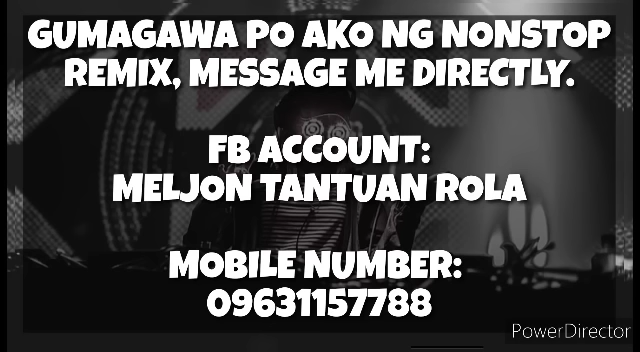 GUMAGAWA PO AKO NG NONSTOP
REMIX, MESSAGE ME DIRECTLY.
FB ACCOUNT:
MELJON TANTUAN ROLA
MOBILE NUMBER:
09631157788
PowerDirector